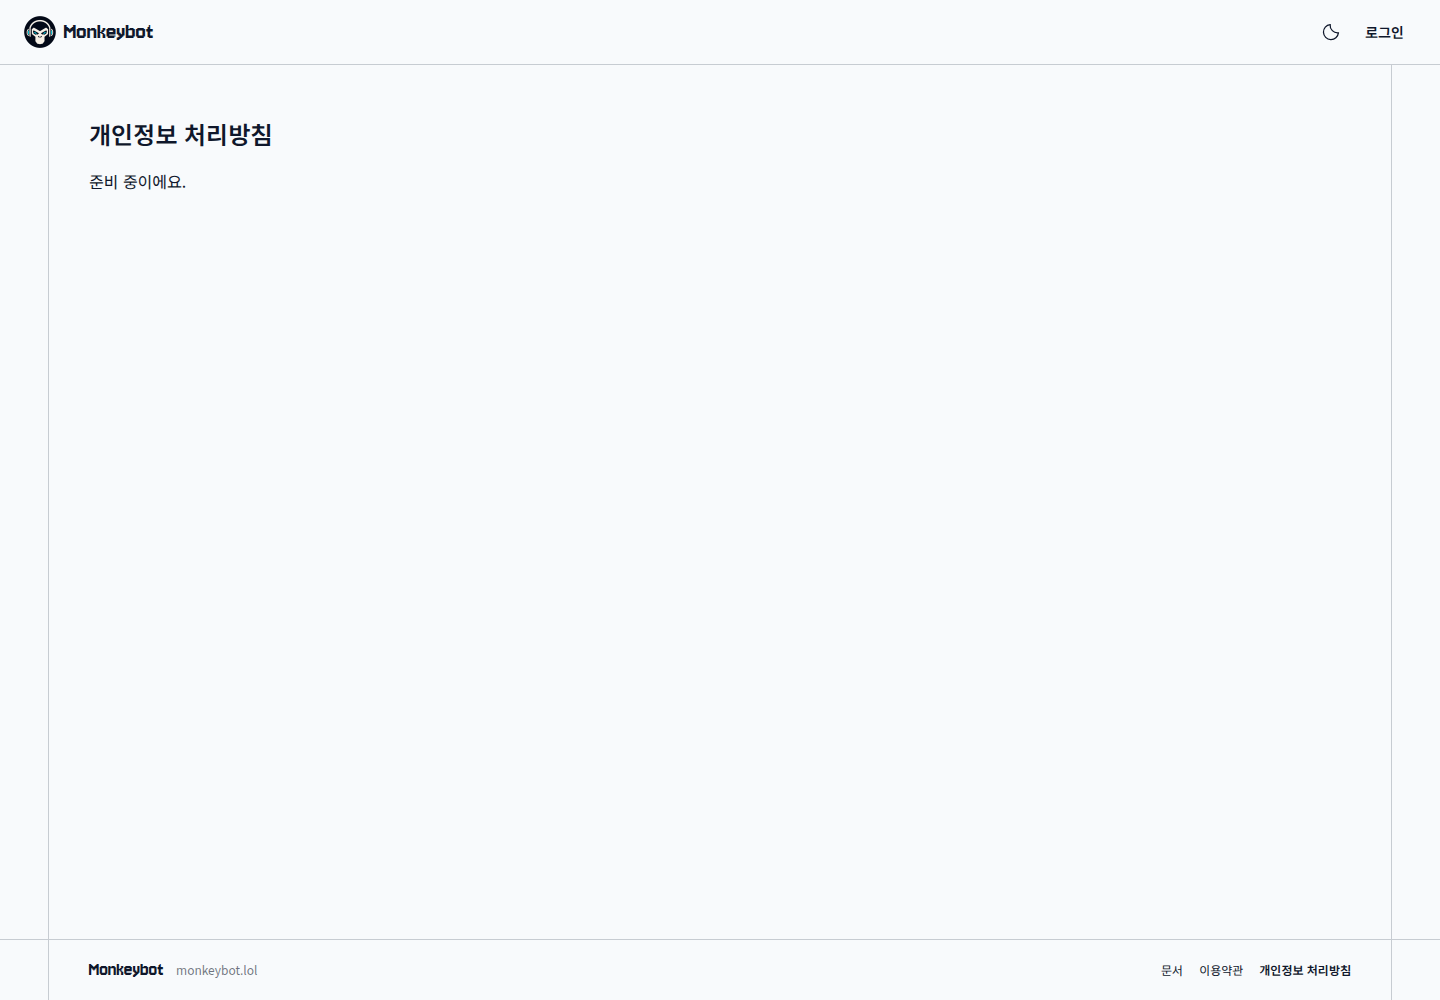 Monkeybot
로그인
개인정보 처리방침
준비 중이에요.
Monkeybot monkeybot.lol
문서 이용약관 개인정보 처리방침